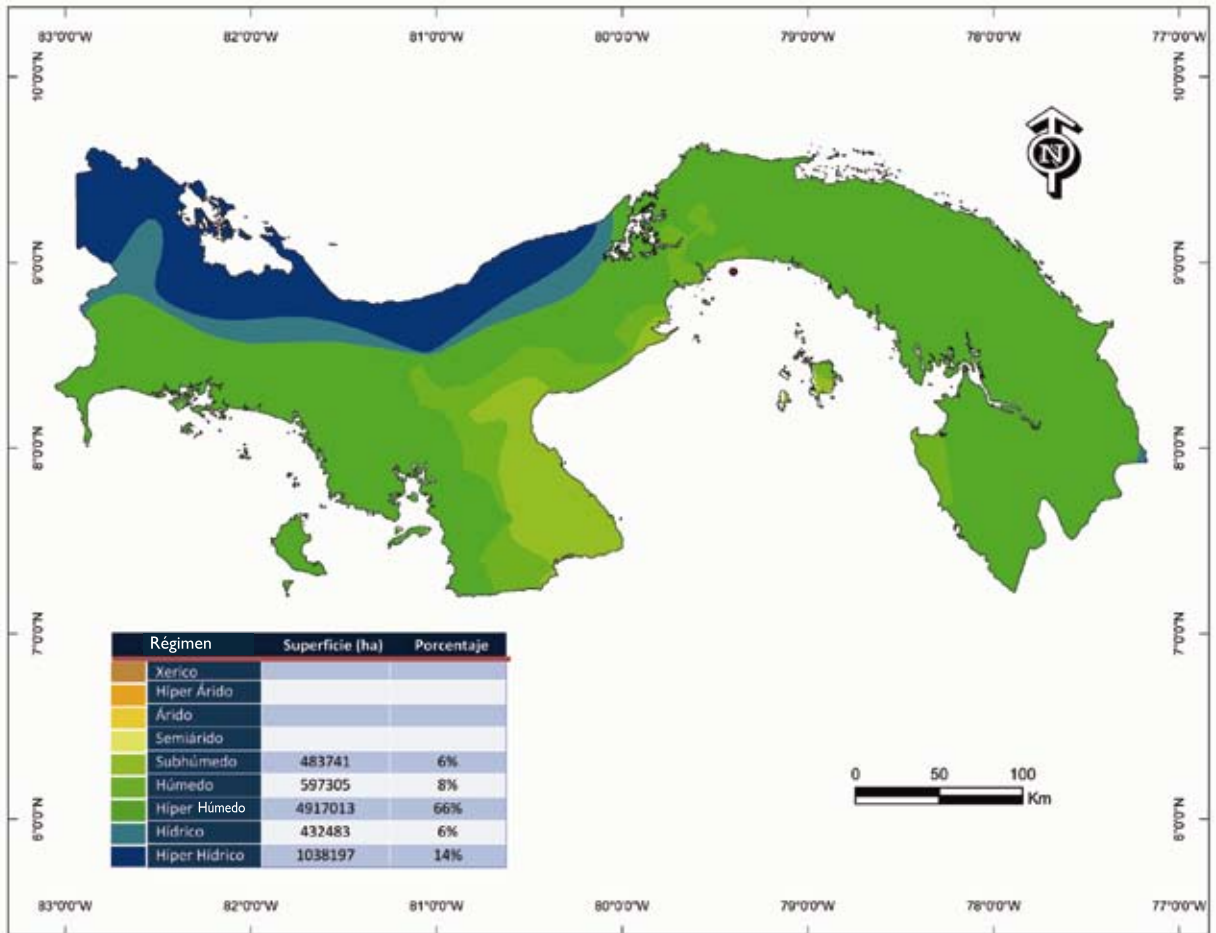 83°0'0"W 82°0'0"W 81°0'0"W 80°0'0"W 79°0'0"W 78°0'0"W 77°0'0"W
10°0'0"N 10°0'0"N
N
9°0'0"N 9°0'0"N
8°0'0"N 8°0'0"N
7°0'0"N 7°0'0"N
Régimen Superficie (ha) Porcentaje
Xerico
Híper Árido
Árido
Semiárido
Subhúmedo 483741 6%
Húmedo 597305 8%
Híper Húmedo 4917013 66%
Hídrico 432483 6%
Híper Hídrico 1038197 14%
0 50 100
Km
6°0'0"N 6°0'0"N
83°0'0"W 82°0'0"W 81°0'0"W 80°0'0"W 79°0'0"W 78°0'0"W 77°0'0"W